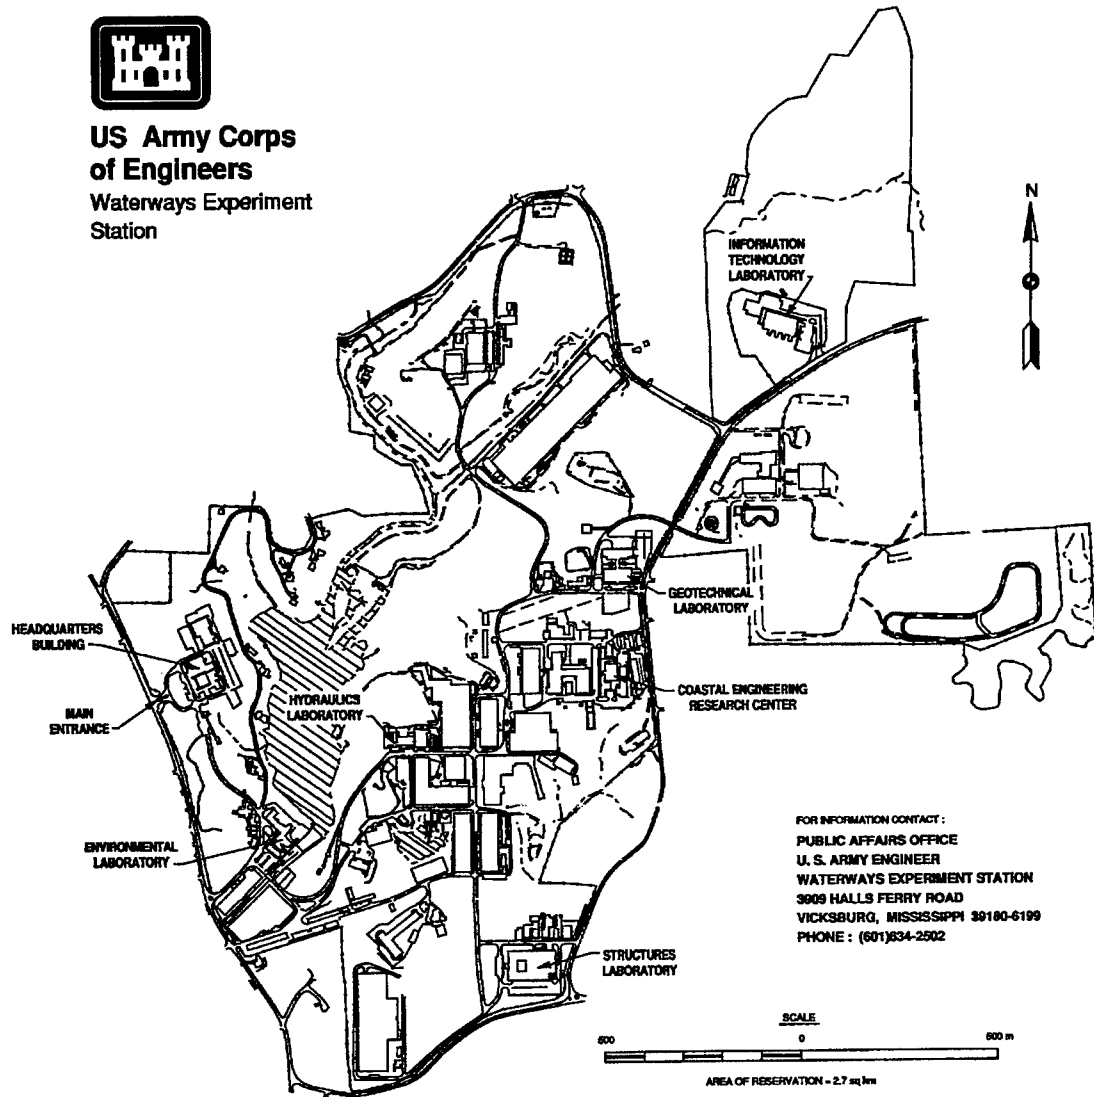 US Army Corps
of Engineers
Waterways Experiment
Station
N
INFORMATION
TECHNOLOGY
LABORATORY
GEOTECHNICAL
LABORATORY
HEADQUARTERS
BUILDING
MAIN
ENTRANCE
HYDRAULICS
LABORATORY
COASTAL ENGINEERING
RESEARCH CENTER
ENVIRONMENTAL
LABORATORY
STRUCTURES
LABORATORY
FOR INFORMATION CONTACT :
PUBLIC AFFAIRS OFFICE
U. S. ARMY ENGINEER
WATERWAYS EXPERIMENT STATION
3909 HALLS FERRY ROAD
VICKSBURG, MISSISSIPPI 39180-6199
PHONE : (601)634-2502
SCALE
500 0 500 m
AREA OF RESERVATION = 2.7 sq km